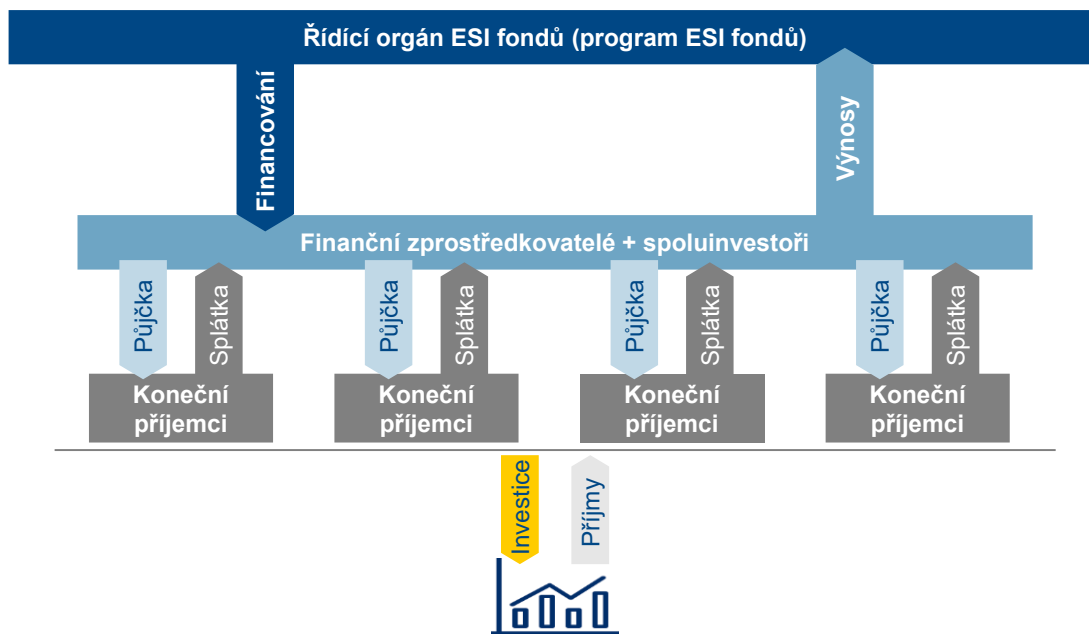 Řídící orgán ESI fondů (program ESI fondů)
Financování
Výnosy
Finanční zprostředkovatelé + spoluinvestoři
Půjčka
Splátka
Půjčka
Splátka
Půjčka
Splátka
Půjčka
Splátka
Koneční
příjemci
Koneční
příjemci
Koneční
příjemci
Koneční
příjemci
Investice
Příjmy